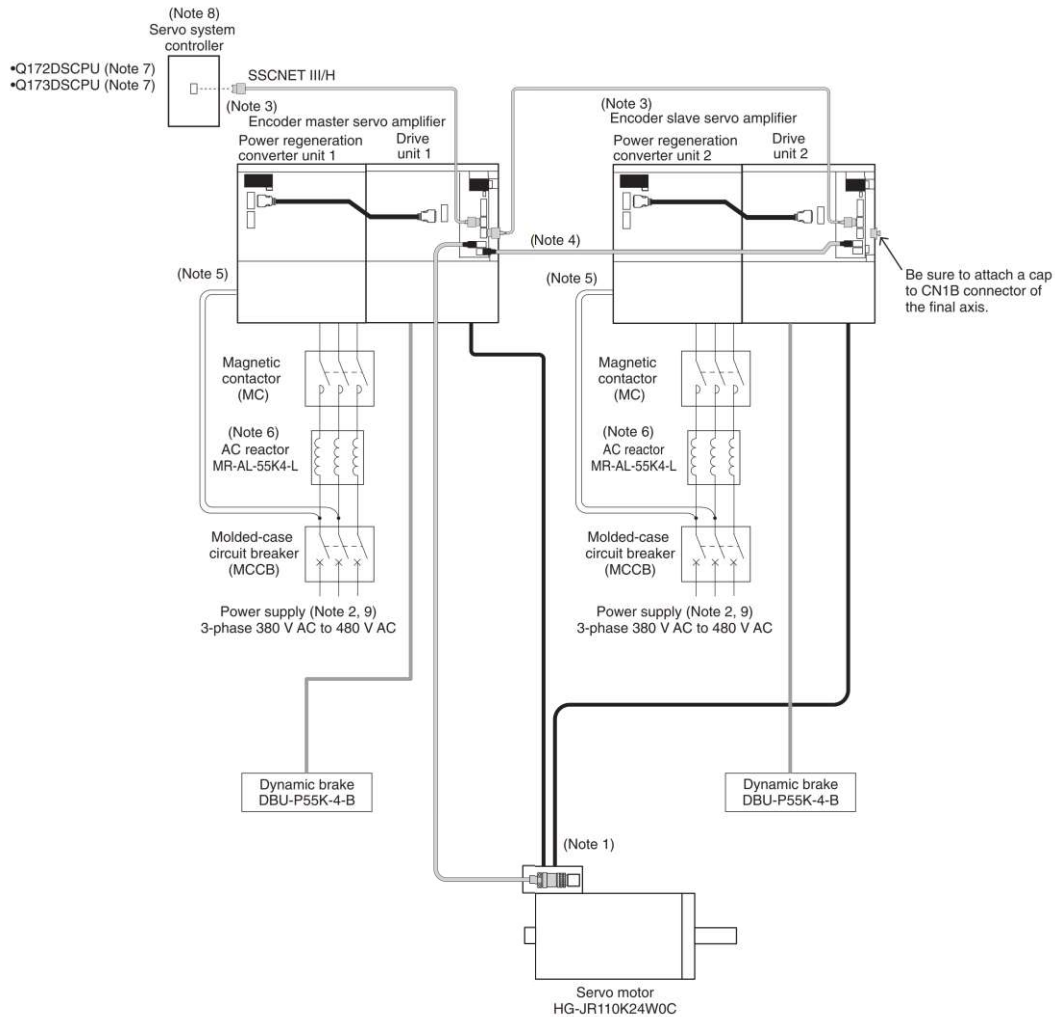 (Note 8)
Servo system
controller
•Q172DSCPU (Note 7)
•Q173DSCPU (Note 7)
SSCNET III/H
(Note 3)
Encoder master servo amplifier
Power regeneration
converter unit 1
Drive
unit 1
(Note 3)
Encoder slave servo amplifier
Power regeneration
converter unit 2
Drive
unit 2
(Note 4)
(Note 5)
(Note 5)
Be sure to attach a cap
to CN1B connector of
the final axis.
Magnetic
contactor
(MC)
(Note 6)
AC reactor
MR-AL-55K4-L
Molded-case
circuit breaker
(MCCB)
Power supply (Note 2, 9)
3-phase 380 V AC to 480 V AC
Magnetic
contactor
(MC)
(Note 6)
AC reactor
MR-AL-55K4-L
Molded-case
circuit breaker
(MCCB)
Power supply (Note 2, 9)
3-phase 380 V AC to 480 V AC
Dynamic brake
DBU-P55K-4-B
Dynamic brake
DBU-P55K-4-B
(Note 1)
Servo motor
HG-JR110K24W0C